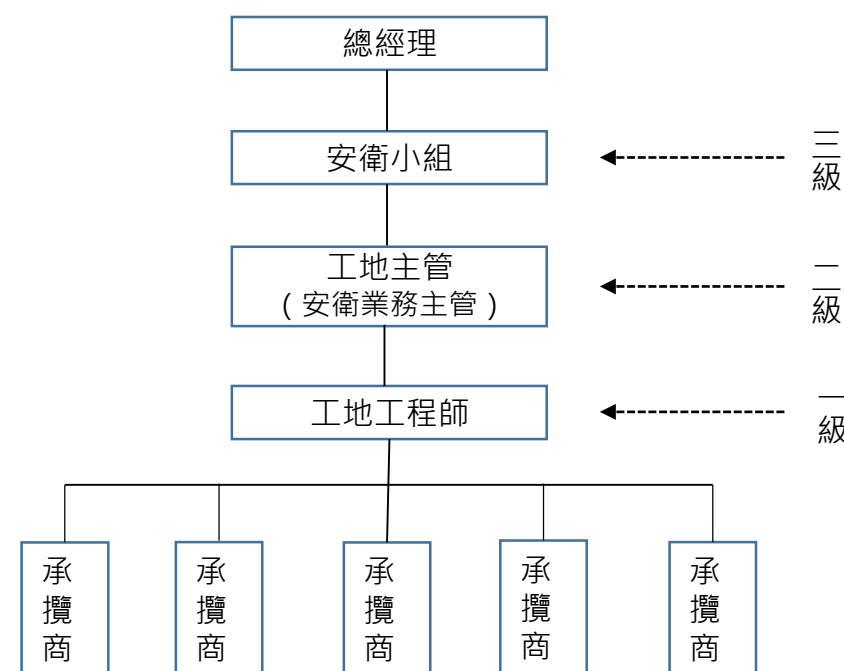 總經理
安衛小組
三級
工地主管
(安衛業務主管)
二級
工地工程師
一級
承攬商
承攬商
承攬商
承攬商
承攬商